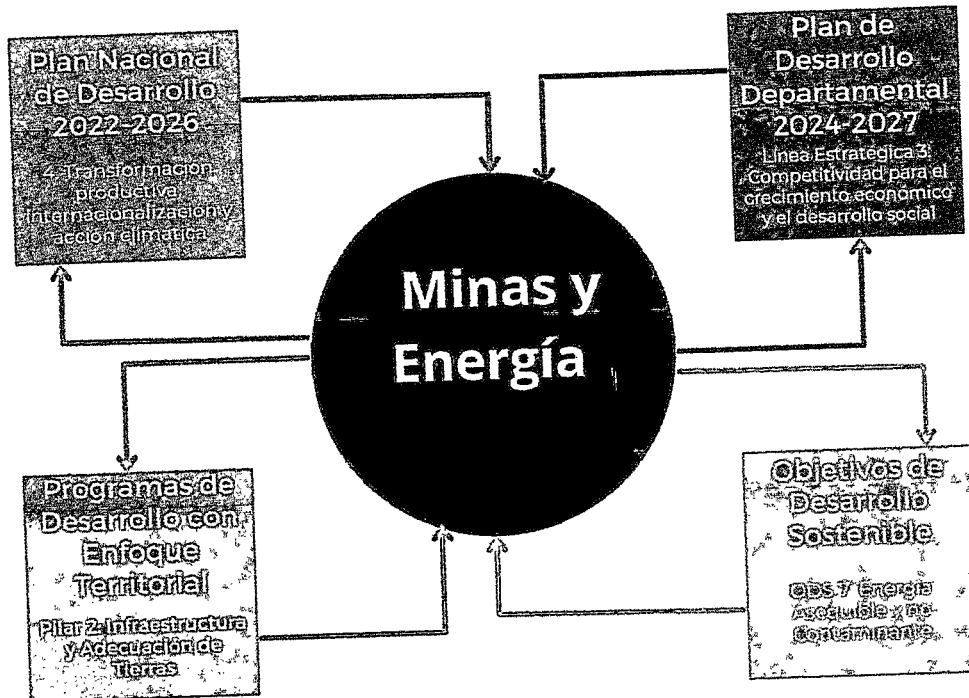 Plan Nacional
de Desarrollo
2022-2026
4. Transformación
productiva,
internacionalización y
acción climática
Plan de
Desarrollo
Departamental
2024-2027
Línea Estratégica 3:
Competitividad para el
crecimiento económico
y el desarrollo social
Minas y
Energía
Programas de
Desarrollo con
Enfoque
Territorial
Pilar 2: Infraestructura
y Adecuación de
Tierras
Objetivos de
Desarrollo
Sostenible
ODS 7 Energía
Asequible y no
Contaminante